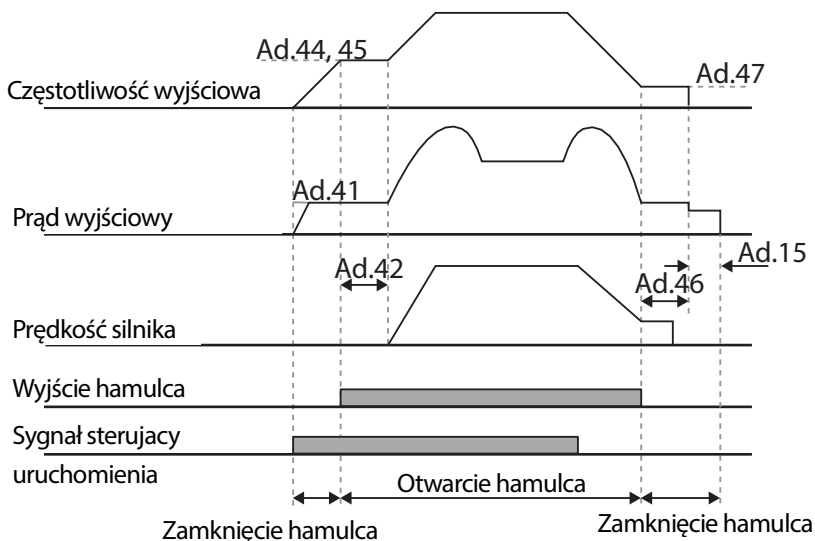 Ad.44, 45
Ad.47
Częstotliwość wyjściowa
Ad.41
Prąd wyjściowy
Ad.15
Ad.42
Ad.46
Prędkość silnika
Wyjście hamulca
Sygnał sterujacy
uruchomienia
Otwarcie hamulca
Zamknięcie hamulca
Zamknięcie hamulca